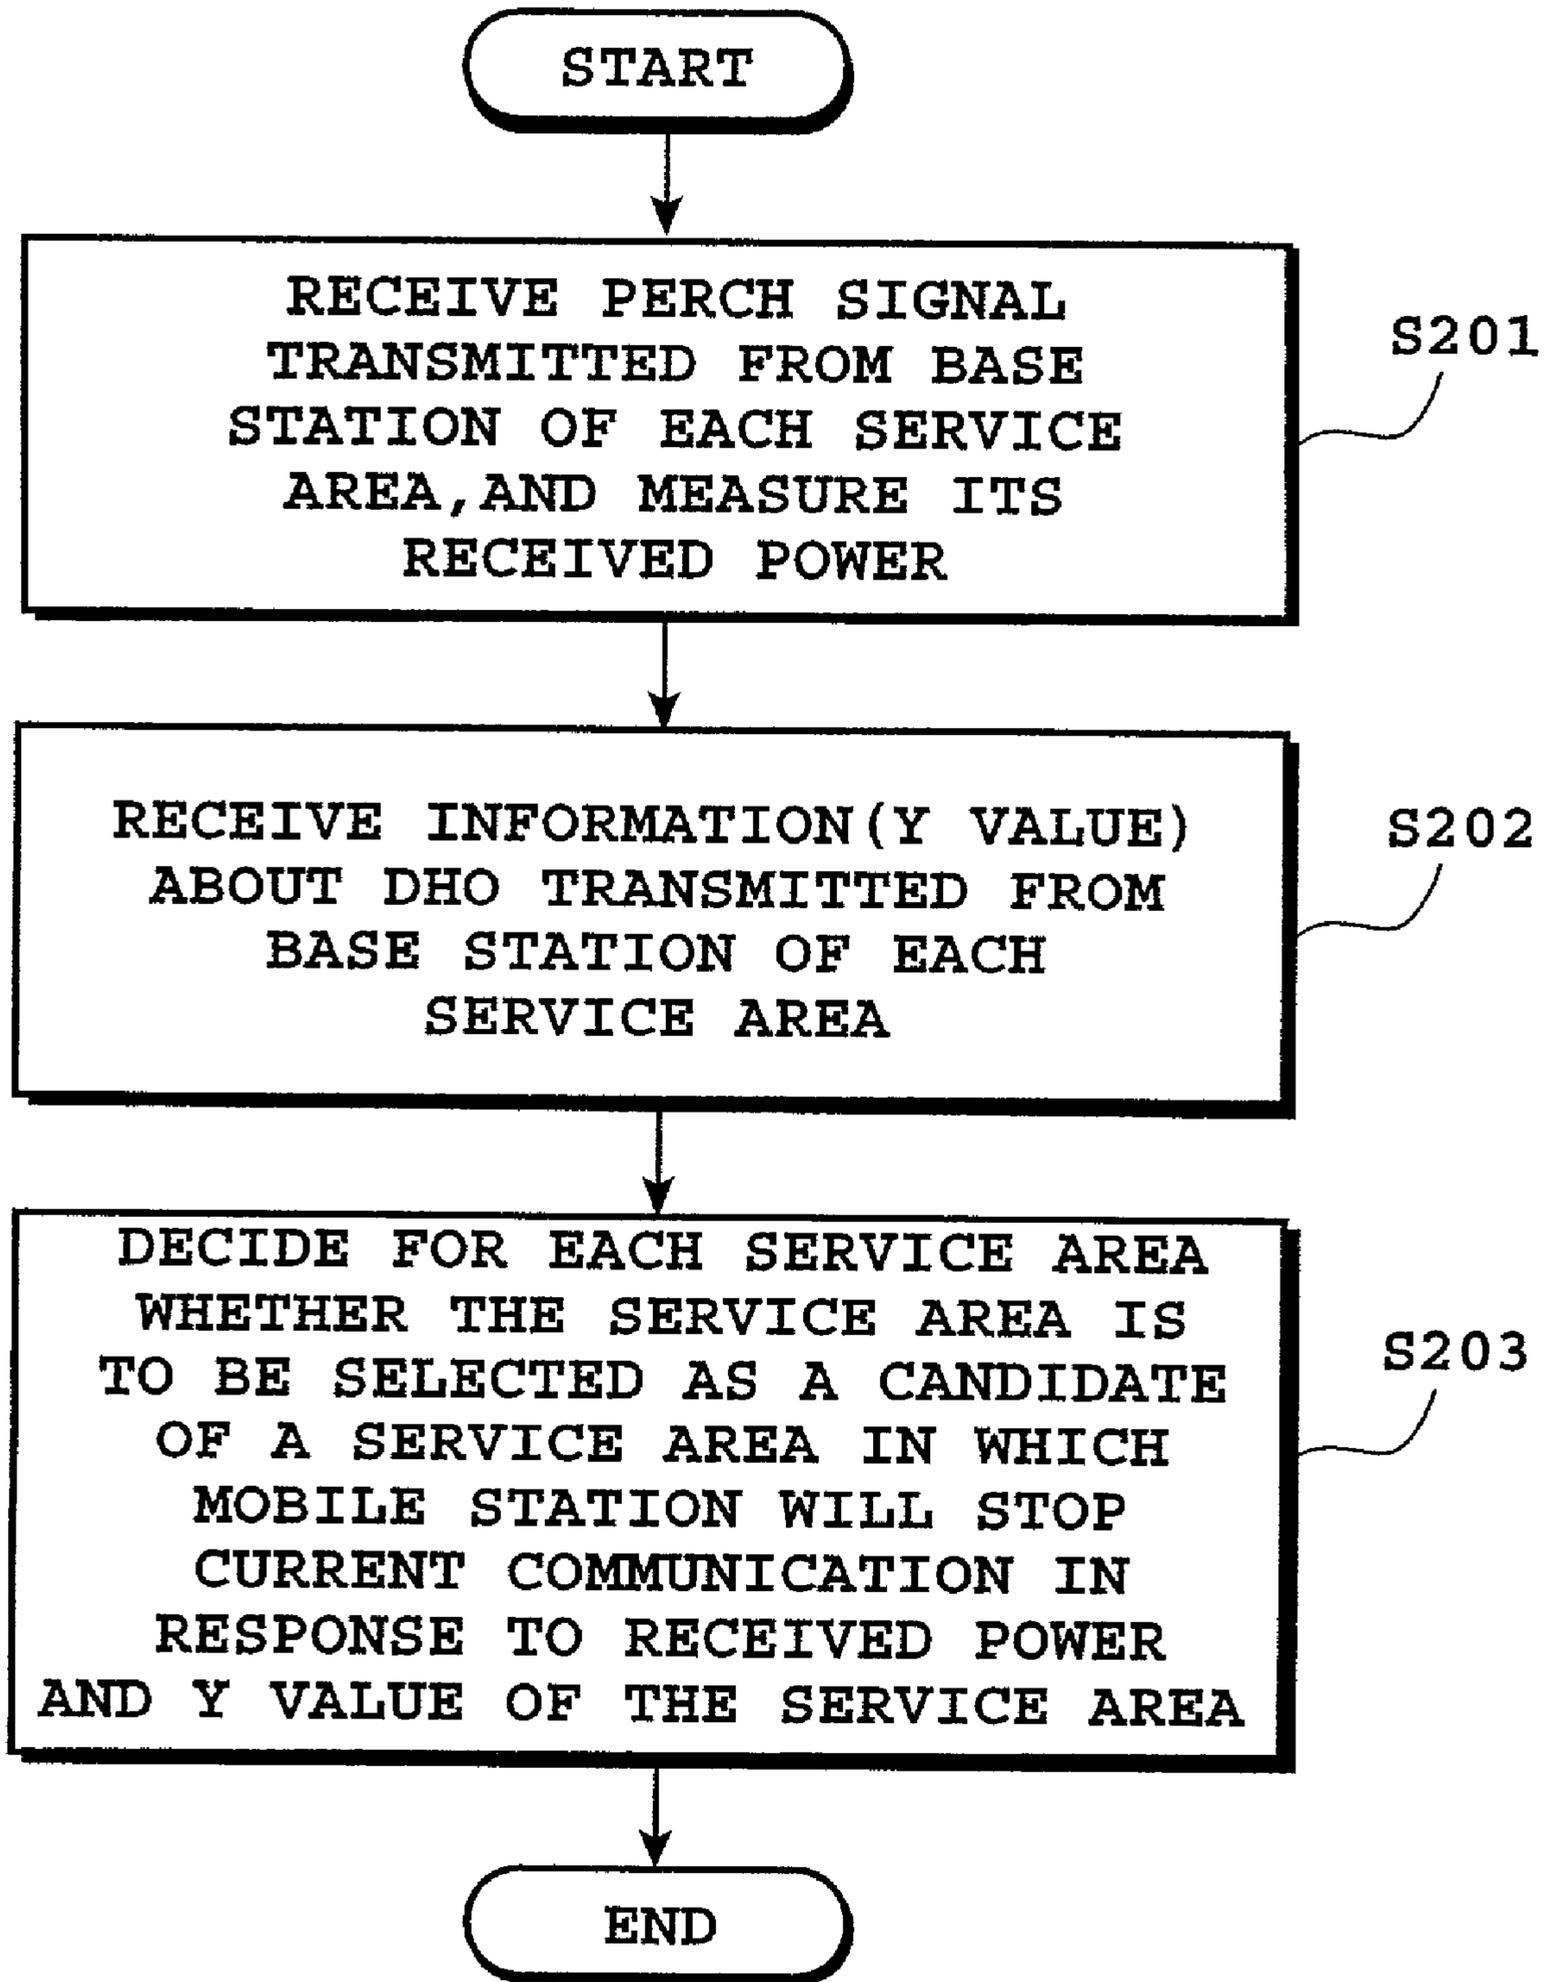 START
RECEIVE PERCH SIGNAL
TRANSMITTED FROM BASE
STATION OF EACH SERVICE
AREA,AND MEASURE ITS
RECEIVED POWER
S201
RECEIVE INFORMATION(Y VALUE)
ABOUT DHO TRANSMITTED FROM
BASE STATION OF EACH
SERVICE AREA
S202
DECIDE FOR EACH SERVICE AREA
WHETHER THE SERVICE AREA IS
TO BE SELECTED AS A CANDIDATE
OF A SERVICE AREA IN WHICH
MOBILE STATION WILL STOP
CURRENT COMMUNICATION IN
RESPONSE TO RECEIVED POWER
AND Y VALUE OF THE SERVICE AREA
S203
END